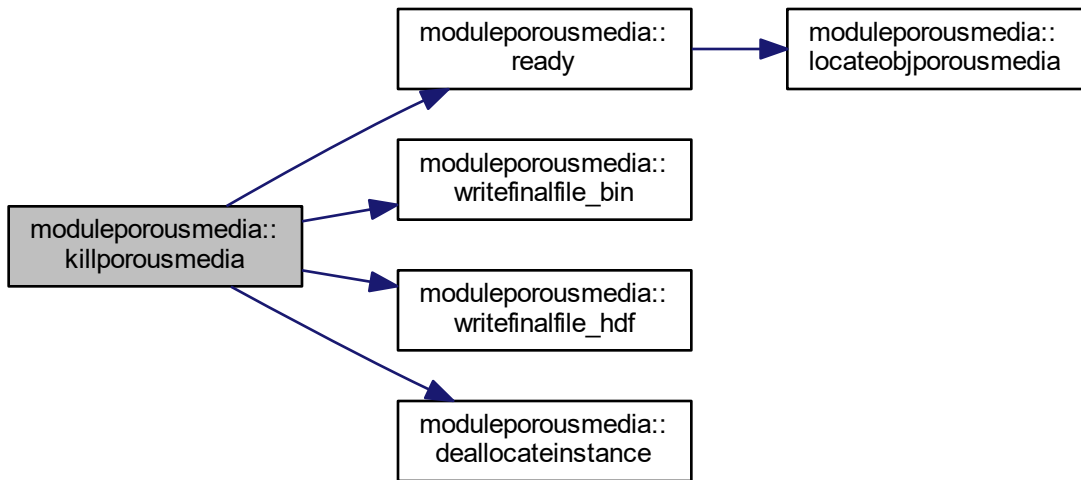 moduleporousmedia::
killporousmedia
moduleporousmedia::
ready
moduleporousmedia::
locateobjporousmedia
moduleporousmedia::
writefinalfile_bin
moduleporousmedia::
writefinalfile_hdf
moduleporousmedia::
deallocateinstance